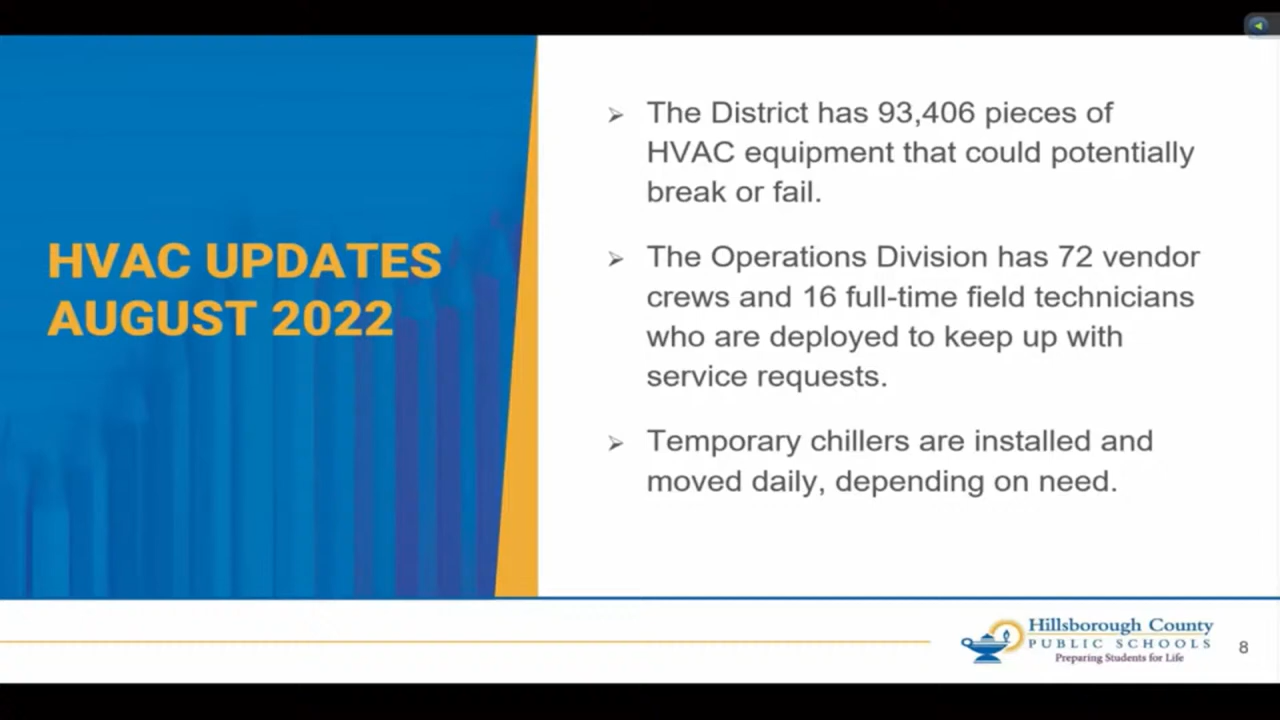 HVAC UPDATES
AUGUST 2022
➢ The District has 93,406 pieces of
HVAC equipment that could potentially
break or fail.
➢ The Operations Division has 72 vendor
crews and 16 full-time field technicians
who are deployed to keep up with
service requests.
➢ Temporary chillers are installed and
moved daily, depending on need.
Hillsborough County
PUBLIC SCHOOLS
Preparing Students for Life
8